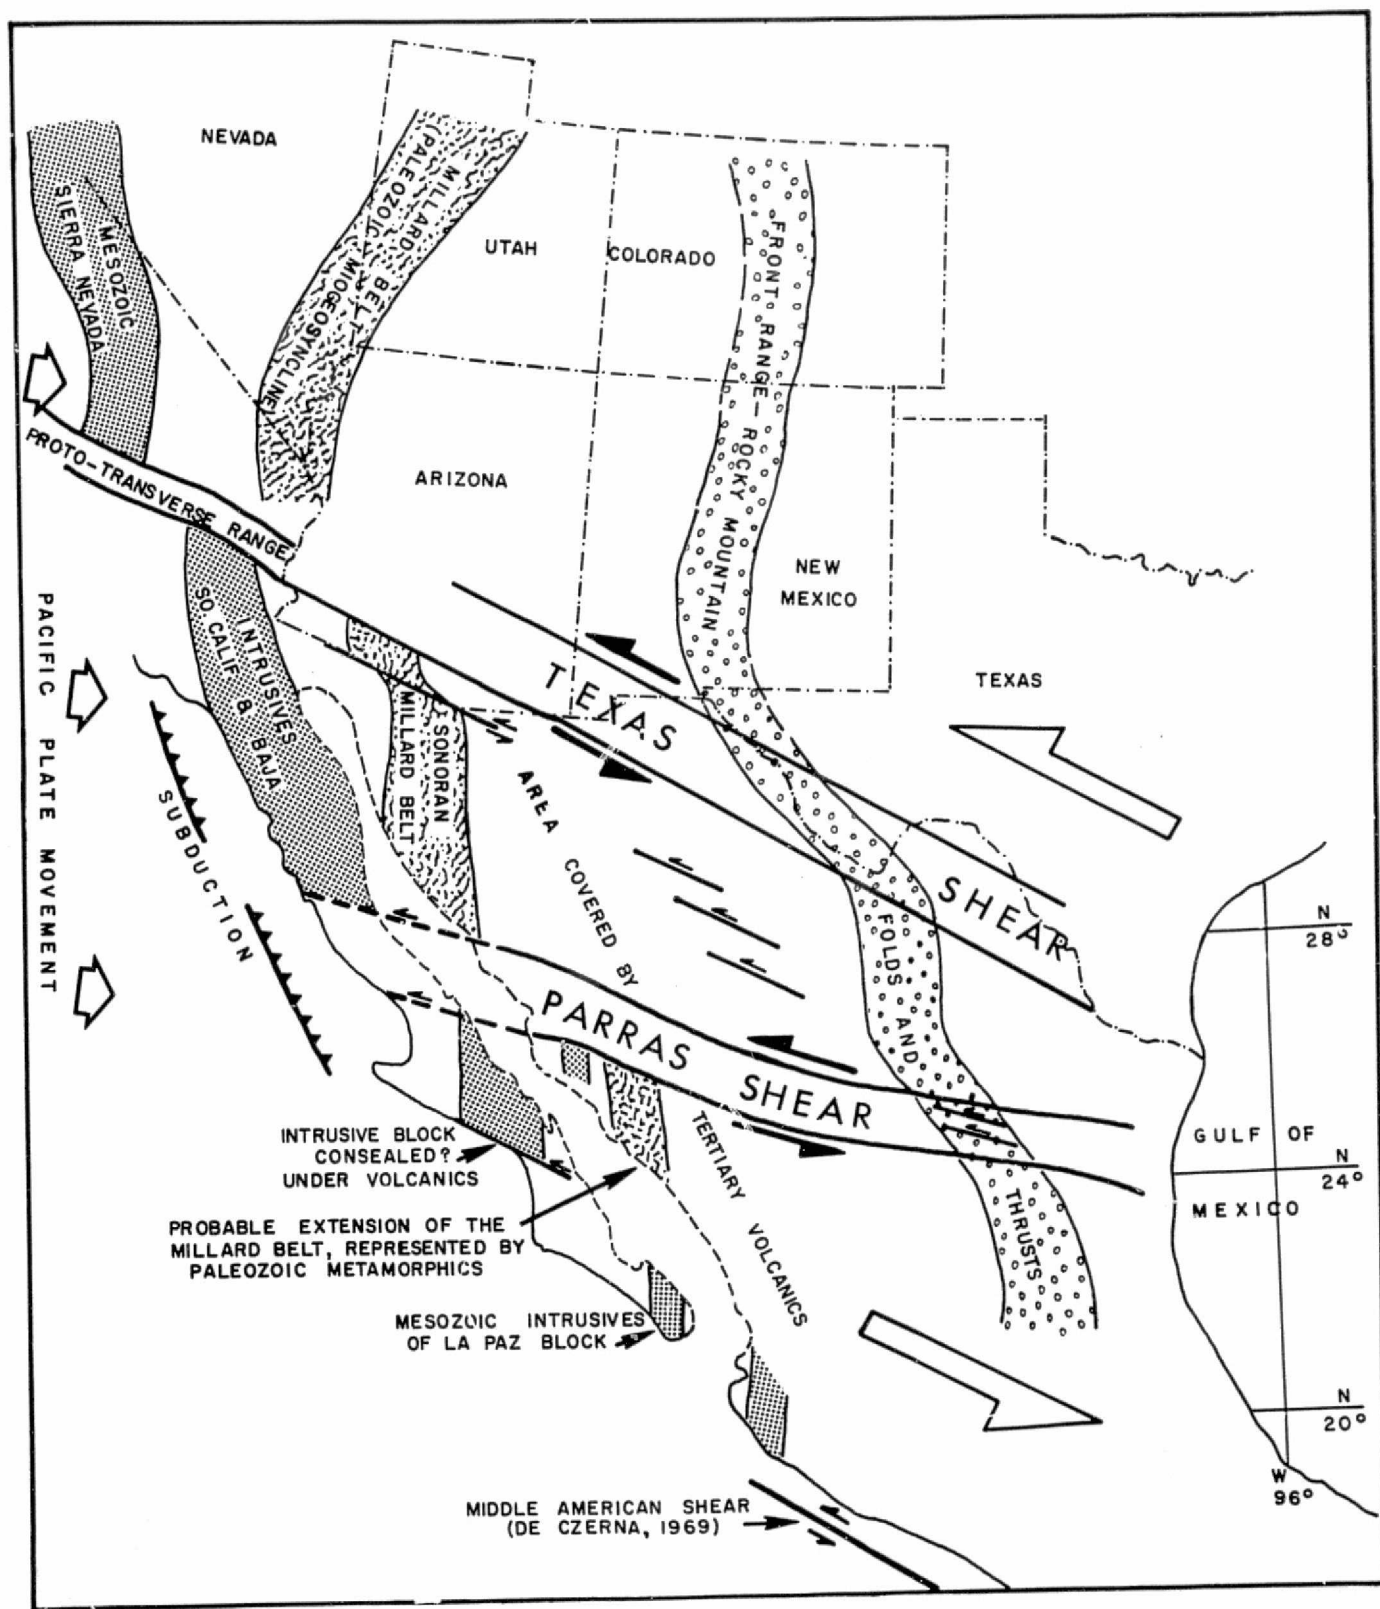 NEVADA
MILLARD BELT
(PALEOZOIC MIOGEOSYNCLINE)
UTAH
COLORADO
MESOZOIC
SIERRA NEVADA
FRONT RANGE—ROCKY MOUNTAIN
FOLDS AND
THRUSTS
PROTO-TRANSVERSE RANGE
ARIZONA
NEW
MEXICO
TEXAS
PACIFIC PLATE MOVEMENT
INTRUSIVES
SO. CALIF & BAJA
SUBDUCTION
SONORAN
MILLARD BELT
TEXAS SHEAR
AREA COVERED BY
TERTIARY VOLCANICS
PARRAS SHEAR
N
28°
GULF OF
MEXICO
N
24°
N
20°
W
96°
INTRUSIVE BLOCK
CONSEALED?
UNDER VOLCANICS
PROBABLE EXTENSION OF THE
MILLARD BELT, REPRESENTED BY
PALEOZOIC METAMORPHICS
MESOZOIC INTRUSIVES
OF LA PAZ BLOCK
MIDDLE AMERICAN SHEAR
(DE CZERNA, 1969)